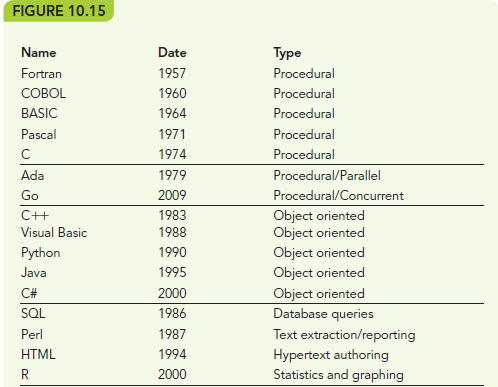 FIGURE 10.15
Name Date Type
Fortran 1957 Procedural
COBOL 1960 Procedural
BASIC 1964 Procedural
Pascal 1971 Procedural
C 1974 Procedural
Ada 1979 Procedural/Parallel
Go 2009 Procedural/Concurrent
C++ 1983 Object oriented
Visual Basic 1988 Object oriented
Python 1990 Object oriented
Java 1995 Object oriented
C# 2000 Object oriented
SQL 1986 Database queries
Perl 1987 Text extraction/reporting
HTML 1994 Hypertext authoring
R 2000 Statistics and graphing